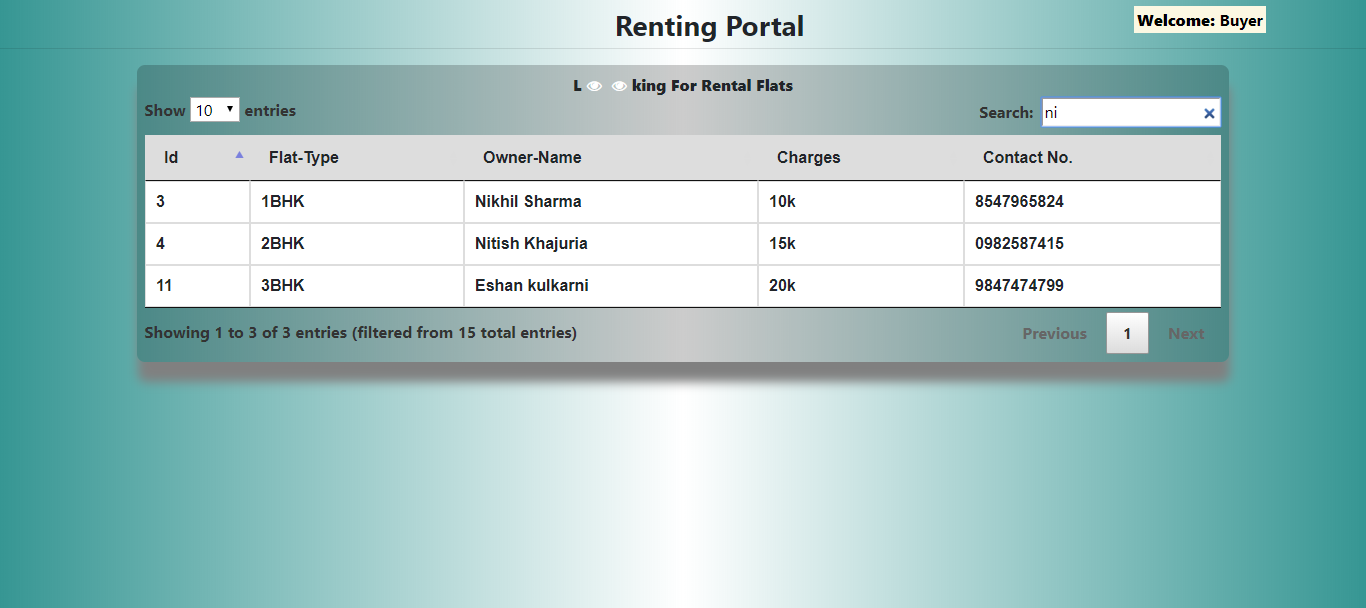 Renting Portal
Welcome: Buyer
L king For Rental Flats
Show 10 entries
Search: ni
Id Flat-Type Owner-Name Charges Contact No.
3 1BHK Nikhil Sharma 10k 8547965824
4 2BHK Nitish Khajuria 15k 0982587415
11 3BHK Eshan kulkarni 20k 9847474799
Showing 1 to 3 of 3 entries (filtered from 15 total entries)
Previous 1 Next